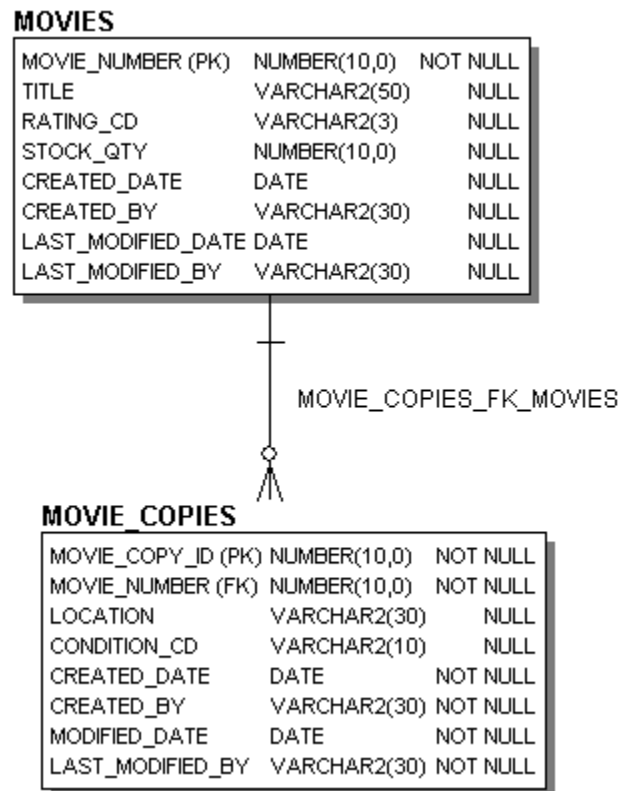 MOVIES
MOVIE_NUMBER (PK) NUMBER(10,0) NOT NULL
TITLE VARCHAR2(50) NULL
RATING_CD VARCHAR2(3) NULL
STOCK_QTY NUMBER(10,0) NULL
CREATED_DATE DATE NULL
CREATED_BY VARCHAR2(30) NULL
LAST_MODIFIED_DATE DATE NULL
LAST_MODIFIED_BY VARCHAR2(30) NULL
MOVIE_COPIES_FK_MOVIES
MOVIE_COPIES
MOVIE_COPY_ID (PK) NUMBER(10,0) NOT NULL
MOVIE_NUMBER (FK) NUMBER(10,0) NOT NULL
LOCATION VARCHAR2(30) NULL
CONDITION_CD VARCHAR2(10) NULL
CREATED_DATE DATE NOT NULL
CREATED_BY VARCHAR2(30) NOT NULL
MODIFIED_DATE DATE NOT NULL
LAST_MODIFIED_BY VARCHAR2(30) NOT NULL